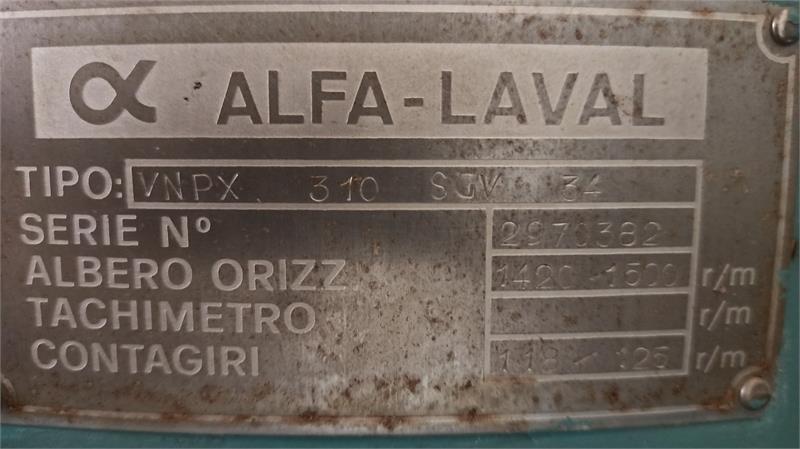 ALFA-LAVAL
TIPO: VNPX 310 SGV 34
SERIE Nº 2970382
ALBERO ORIZZ. 1420-1500 r/m
TACHIMETRO r/m
CONTAGIRI 118 - 125 r/m